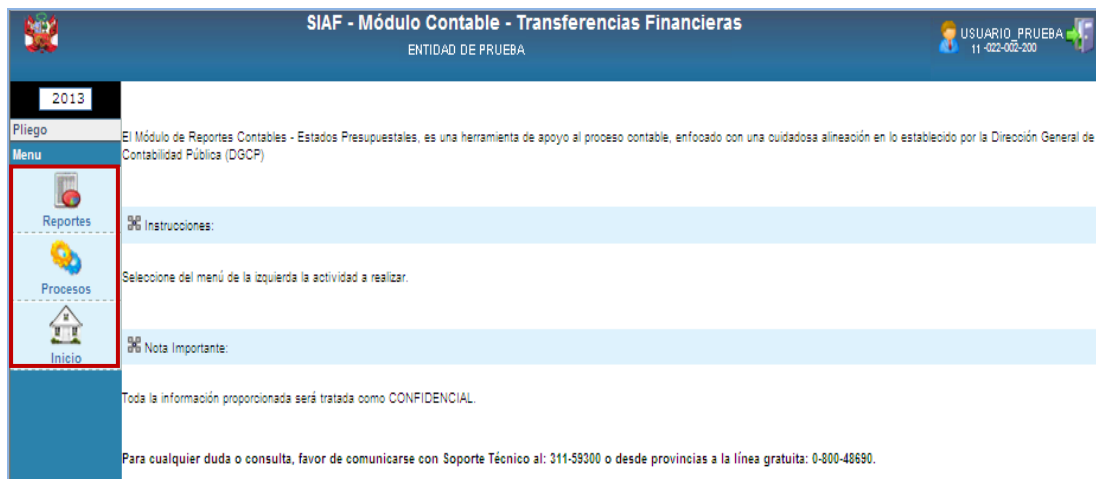 SIAF - Módulo Contable - Transferencias Financieras
ENTIDAD DE PRUEBA
USUARIO_PRUEBA
11 -022-002-200
2013
Pliego
Menu
Reportes
Procesos
Inicio
El Módulo de Reportes Contables - Estados Presupuestales, es una herramienta de apoyo al proceso contable, enfocado con una cuidadosa alineación en lo establecido por la Dirección General de
Contabilidad Pública (DGCP)
Instrucciones:
Seleccione del menú de la izquierda la actividad a realizar.
Nota Importante:
Toda la información proporcionada será tratada como CONFIDENCIAL.
Para cualquier duda o consulta, favor de comunicarse con Soporte Técnico al: 311-59300 o desde provincias a la línea gratuita: 0-800-48690.